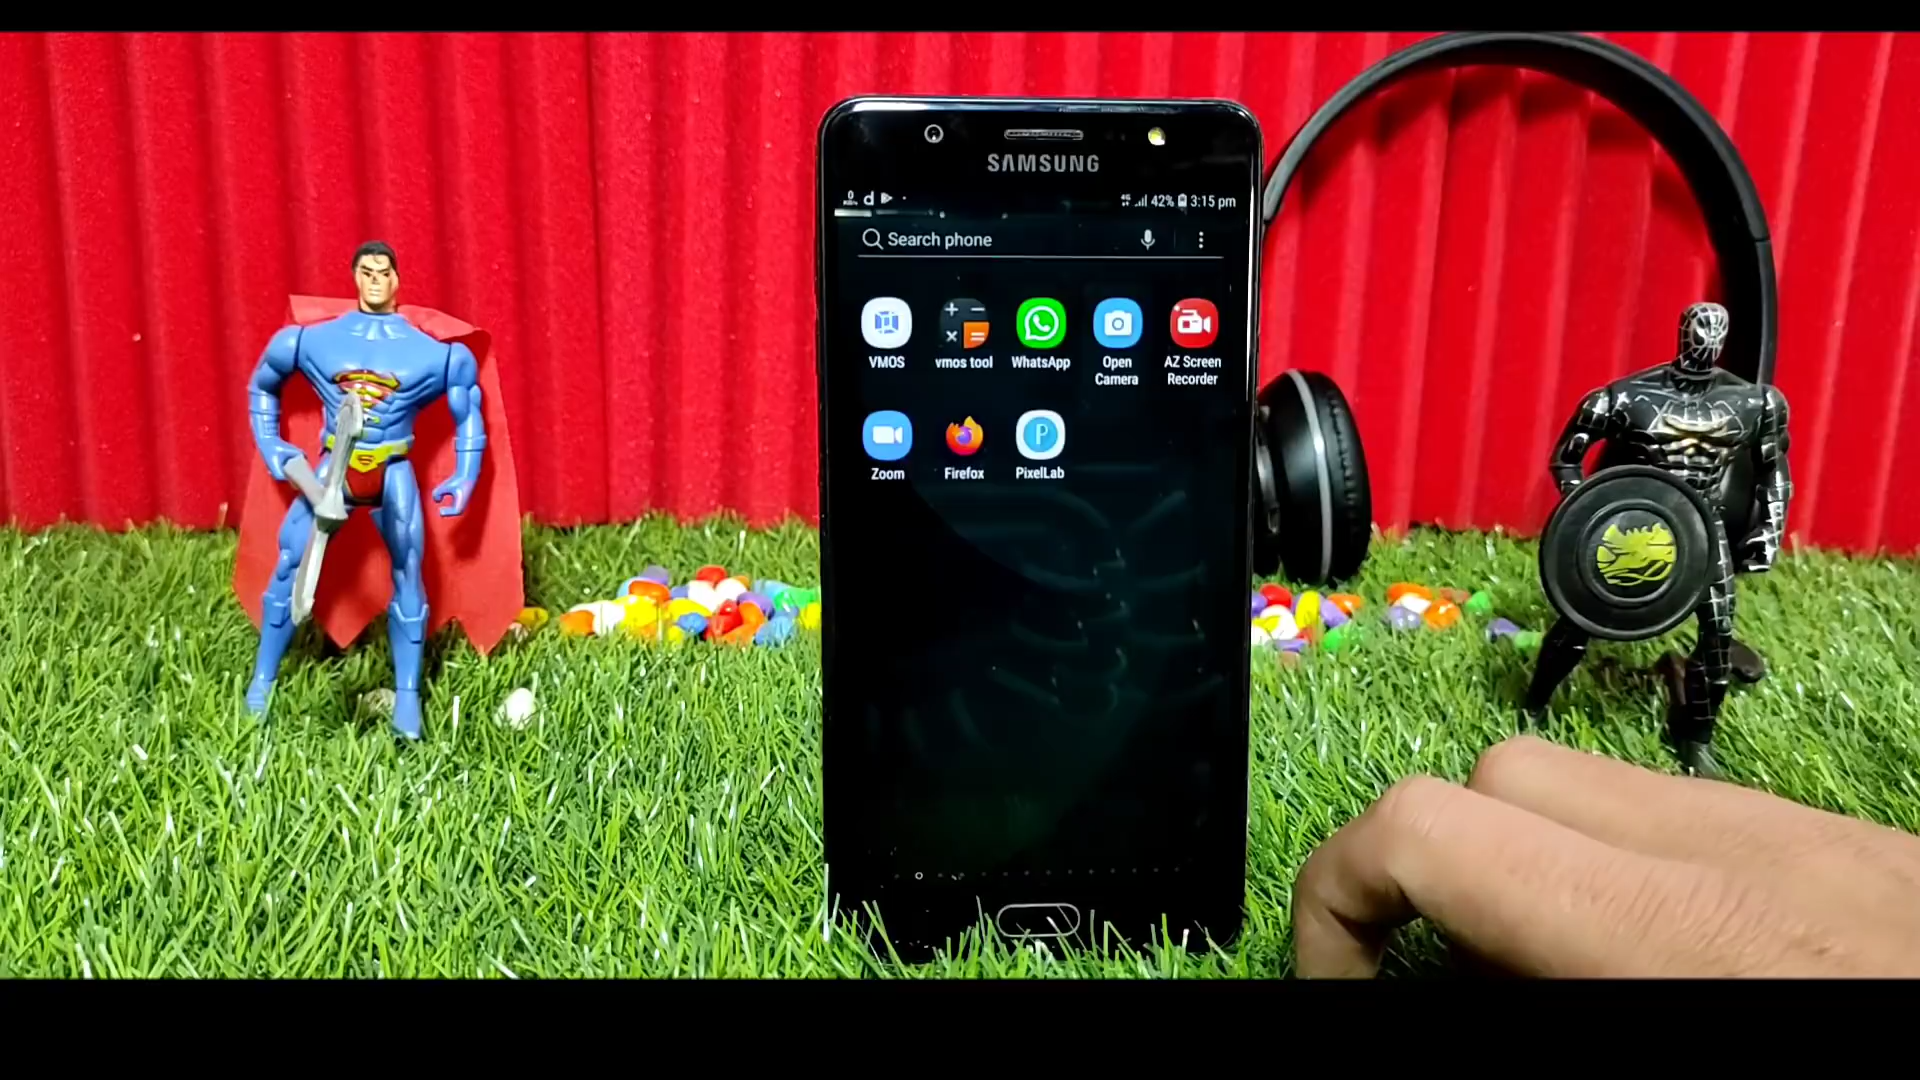 SAMSUNG
42% 3:15 pm
Search phone
VMOS
vmos tool
WhatsApp
Open Camera
AZ Screen Recorder
Zoom
Firefox
PixelLab